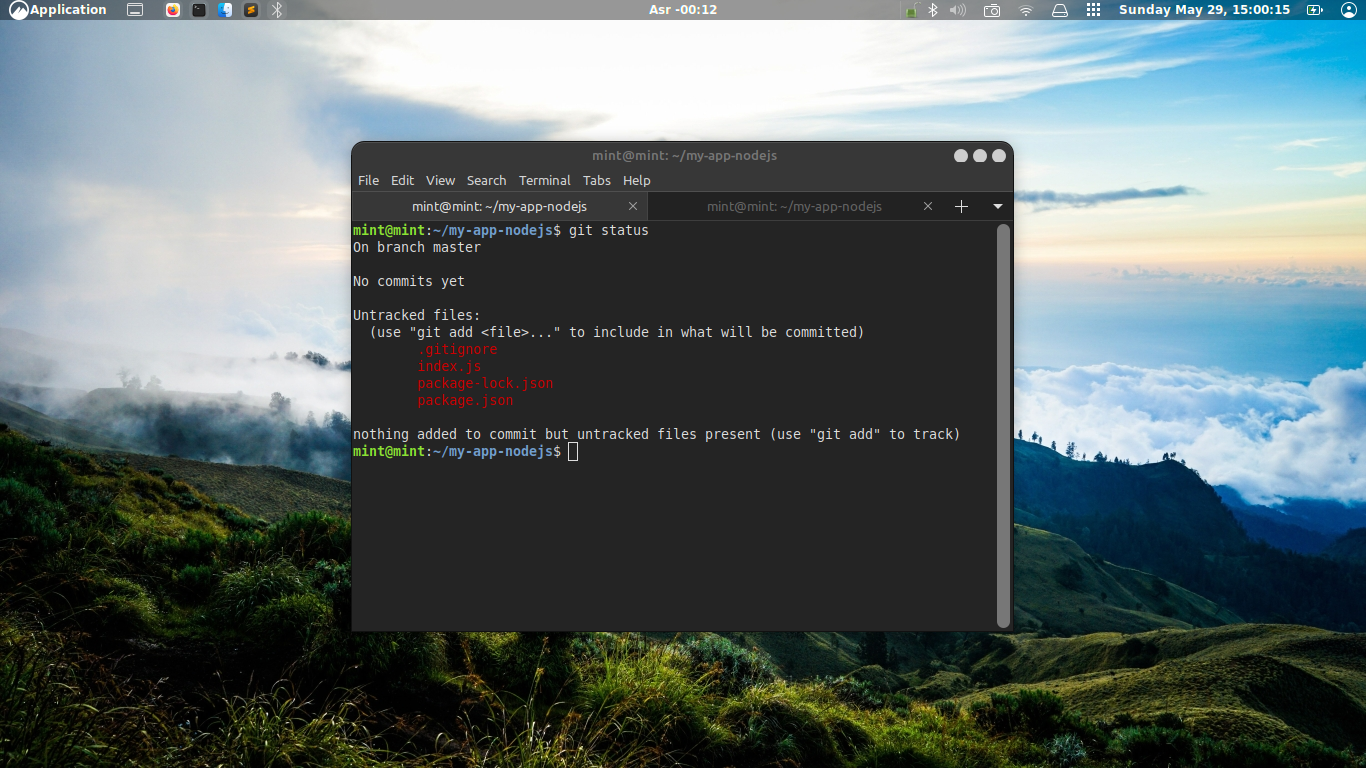 Application
Asr -00:12
Sunday May 29, 15:00:15
mint@mint: ~/my-app-nodejs
File Edit View Search Terminal Tabs Help
mint@mint: ~/my-app-nodejs
mint@mint: ~/my-app-nodejs
mint@mint:~/my-app-nodejs$ git status
On branch master
No commits yet
Untracked files:
(use "git add <file>..." to include in what will be committed)
.gitignore
index.js
package-lock.json
package.json
nothing added to commit but untracked files present (use "git add" to track)
mint@mint:~/my-app-nodejs$